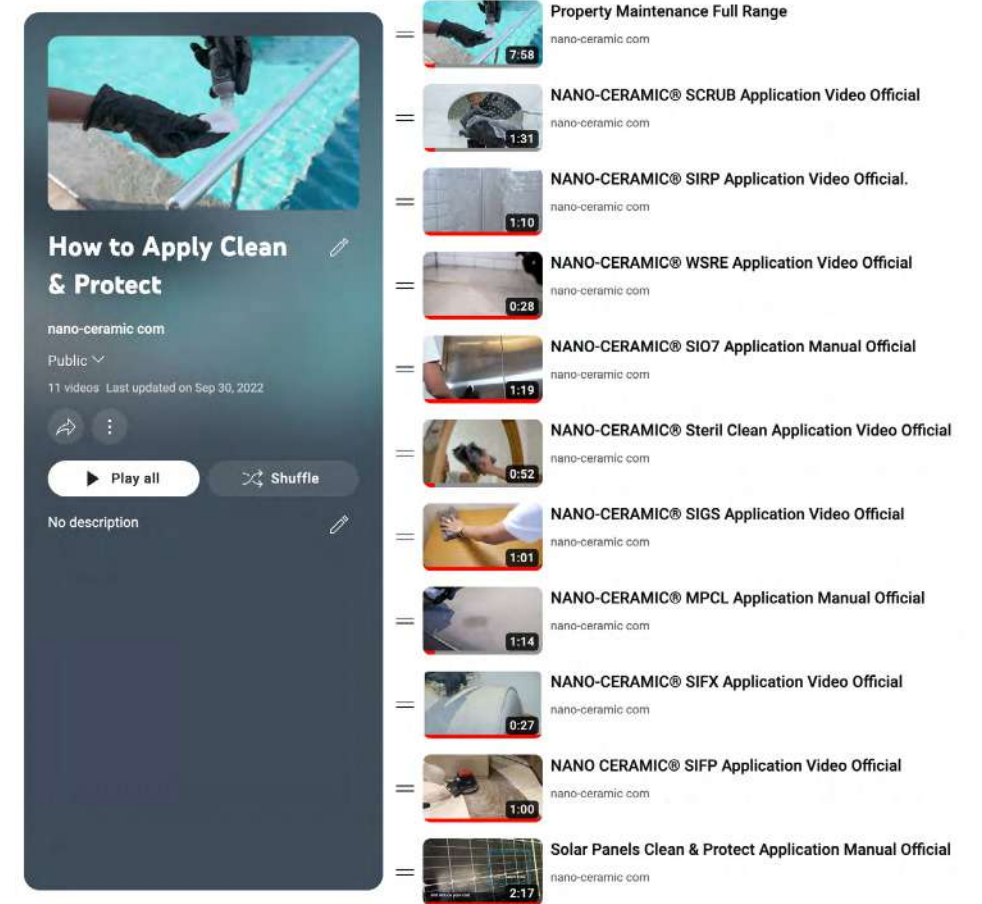 How to Apply Clean
& Protect
nano-ceramic com
Public
11 videos Last updated on Sep 30, 2022
Play all
Shuffle
No description
7:58
Property Maintenance Full Range
nano-ceramic com
1:31
NANO-CERAMIC® SCRUB Application Video Official
nano-ceramic com
1:10
NANO-CERAMIC® SIRP Application Video Official.
nano-ceramic com
0:28
NANO-CERAMIC® WSRE Application Video Official
nano-ceramic com
1:19
NANO-CERAMIC® SIO7 Application Manual Official
nano-ceramic com
0:52
NANO-CERAMIC® Steril Clean Application Video Official
nano-ceramic com
1:01
NANO-CERAMIC® SIGS Application Video Official
nano-ceramic com
1:14
NANO-CERAMIC® MPCL Application Manual Official
nano-ceramic com
0:27
NANO-CERAMIC® SIFX Application Video Official
nano-ceramic com
1:00
NANO CERAMIC® SIFP Application Video Official
nano-ceramic com
2:17
Solar Panels Clean & Protect Application Manual Official
nano-ceramic com